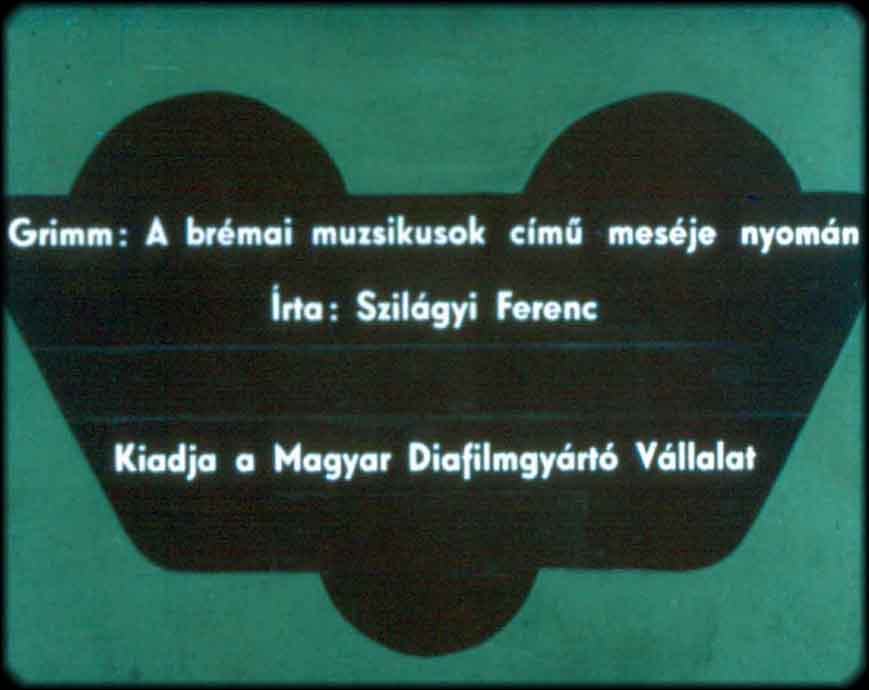 Grimm: A brémai muzsikusok című meséje nyomán
Írta: Szilágyi Ferenc
Kiadja a Magyar Diafilmgyártó Vállalat